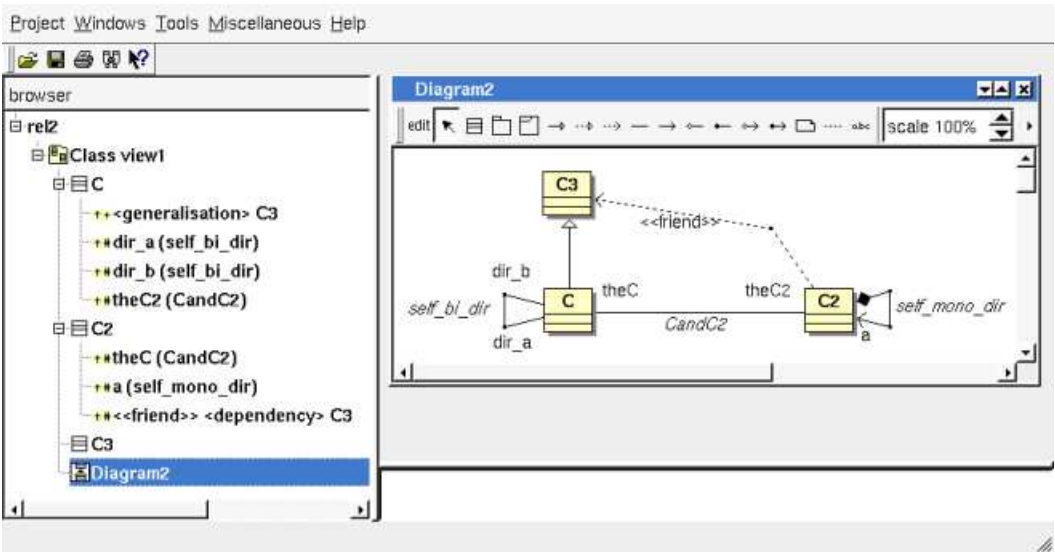 Project Windows Tools Miscellaneous Help
browser
rel2
Class view1
C
<generalisation> C3
dir_a (self_bi_dir)
dir_b (self_bi_dir)
theC2 (CandC2)
C2
theC (CandC2)
a (self_mono_dir)
<<friend>> <dependency> C3
C3
Diagram2
Diagram2
edit abc scale 100%
C3
<<friend>>
dir_b
self_bi_dir
dir_a
C
theC
CandC2
theC2
C2
self_mono_dir
a